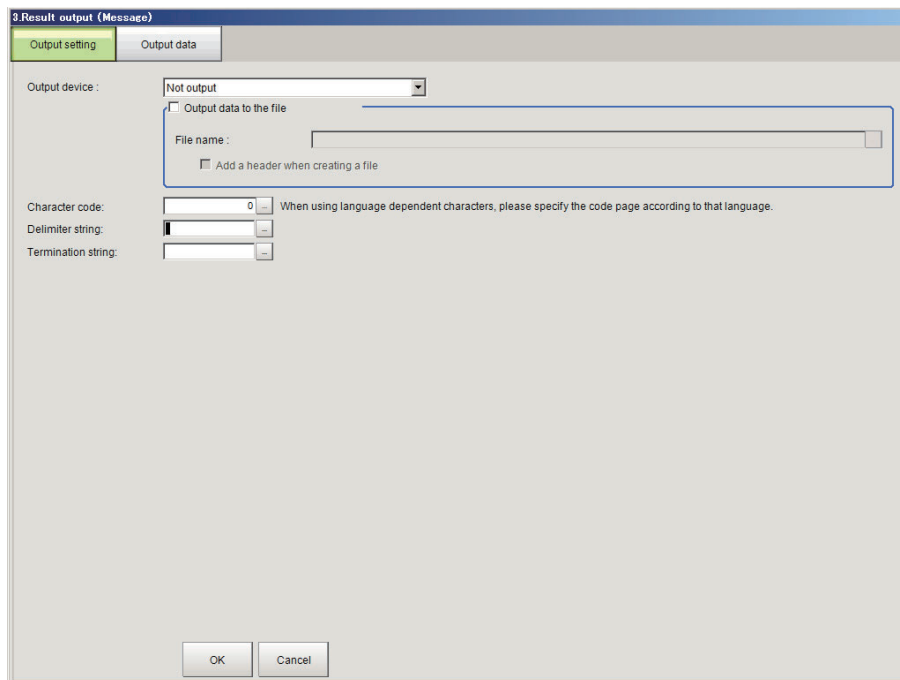 3.Result output (Message)
Output setting Output data
Output device : Not output
Output data to the file
File name :
Add a header when creating a file
Character code: 0 ... When using language dependent characters, please specify the code page according to that language.
Delimiter string: ...
Termination string: ...
OK Cancel